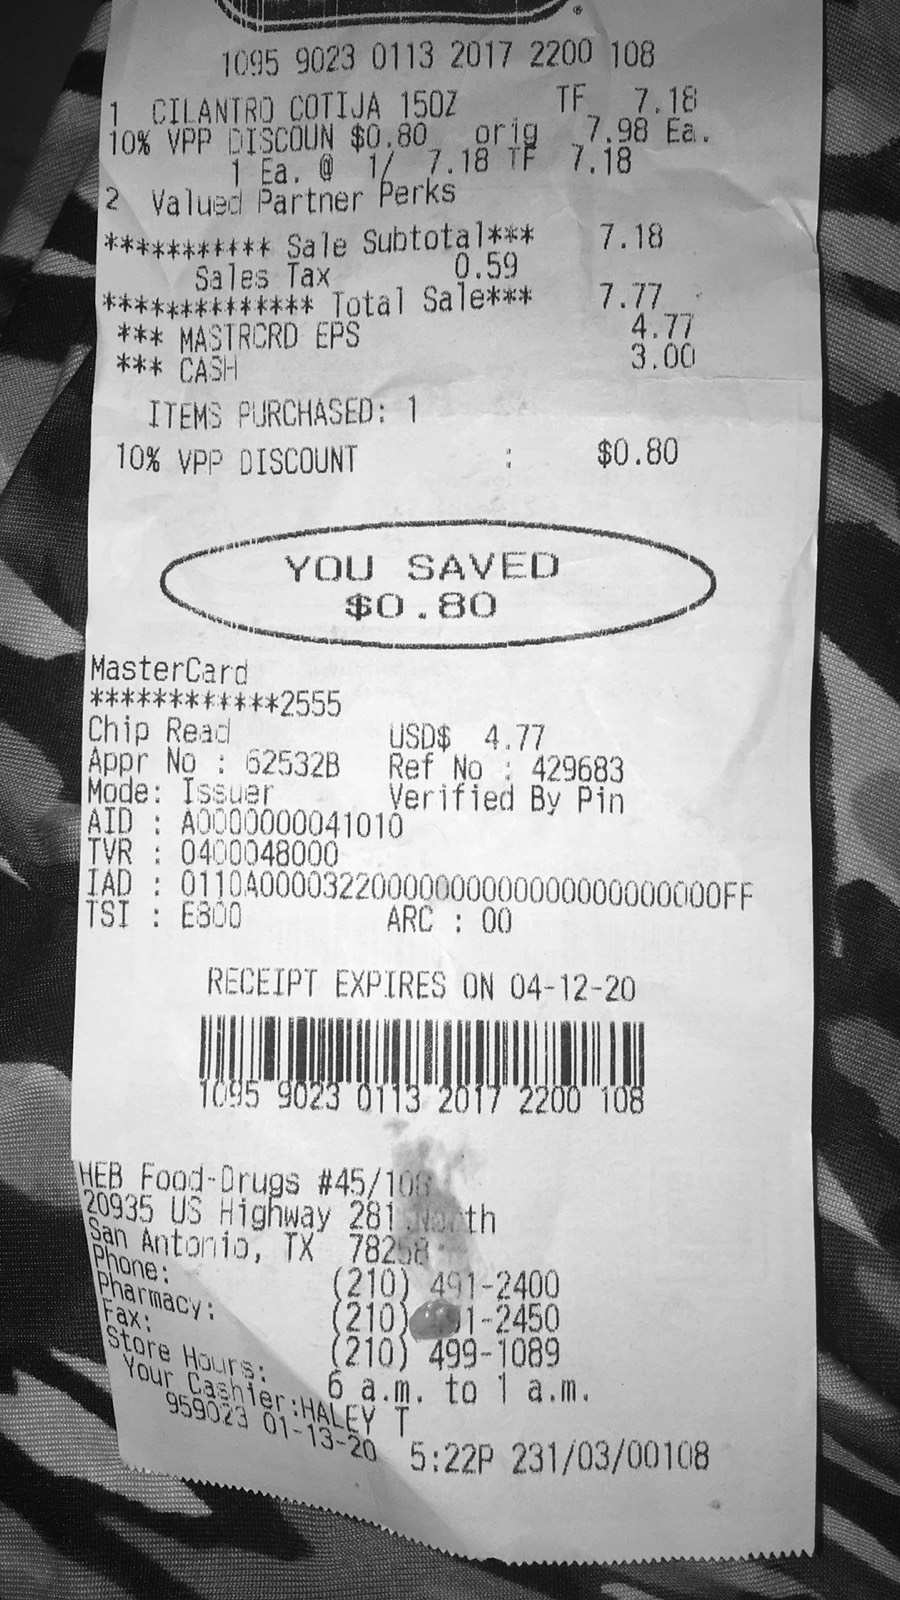 1095 9023 0113 2017 2200 108
1 CILANTRO COTIJA 15OZ TF 7.18
10% VPP DISCOUN $0.80 orig 7.98 Ea.
1 Ea. @ 1/ 7.18 TF 7.18
2 Valued Partner Perks
*********** Sale Subtotal*** 7.18
Sales Tax 0.59
************** Total Sale*** 7.77
*** MASTRCRD EPS 4.77
*** CASH 3.00
ITEMS PURCHASED: 1
10% VPP DISCOUNT : $0.80
YOU SAVED
$0.80
MasterCard
************2555
Chip Read USD$ 4.77
Appr No : 62532B Ref No : 429683
Mode: Issuer Verified By Pin
AID : A0000000041010
TVR : 0400048000
IAD : 0110A00003220000000000000000000000FF
TSI : E800 ARC : 00
RECEIPT EXPIRES ON 04-12-20
1095 9023 0113 2017 2200 108
HEB Food-Drugs #45/108
20935 US Highway 281 North
San Antonio, TX 78258
Phone: (210) 491-2400
Pharmacy: (210) 491-2450
Fax: (210) 499-1089
Store Hours: 6 a.m. to 1 a.m.
Your Cashier:HALEY T
959023 01-13-20 5:22P 231/03/00108